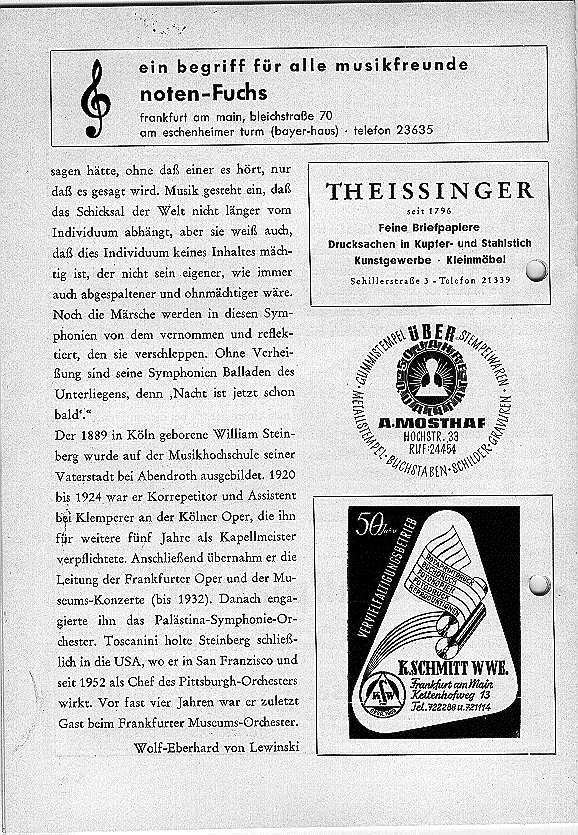 ein begriff für alle musikfreunde
noten-Fuchs
frankfurt am main, bleichstraße 70
am eschenheimer turm (bayer-haus) · telefon 23635
sagen hätte, ohne daß einer es hört, nur
daß es gesagt wird. Musik gesteht ein, daß
das Schicksal der Welt nicht länger vom
Individuum abhängt, aber sie weiß auch,
daß dies Individuum keines Inhaltes mäch-
tig ist, der nicht sein eigener, wie immer
auch abgespaltener und ohnmächtiger wäre.
Noch die Märsche werden in diesen Sym-
phonien von dem vernommen und reflek-
tiert, den sie verschleppen. Ohne Verhei-
ßung sind seine Symphonien Balladen des
Unterliegens, denn ‚Nacht ist jetzt schon
bald‘.“
Der 1889 in Köln geborene William Stein-
berg wurde auf der Musikhochschule seiner
Vaterstadt bei Abendroth ausgebildet. 1920
bis 1924 war er Korrepetitor und Assistent
bei Klemperer an der Kölner Oper, die ihn
für weitere fünf Jahre als Kapellmeister
verpflichtete. Anschließend übernahm er die
Leitung der Frankfurter Oper und der Mu-
seums-Konzerte (bis 1932). Danach enga-
gierte ihn das Palästina-Symphonie-Or-
chester. Toscanini holte Steinberg schließ-
lich in die USA, wo er in San Franzisco und
seit 1952 als Chef des Pittsburgh-Orchesters
wirkt. Vor fast vier Jahren war er zuletzt
Gast beim Frankfurter Museums-Orchester.
Wolf-Eberhard von Lewinski
THEISSINGER
seit 1796
Feine Briefpapiere
Drucksachen in Kupfer- und Stahlstich
Kunstgewerbe · Kleinmöbel
Schillerstraße 3 - Telefon 21339
ÜBER
50
JAHRE
METALLSTEMPEL · GUMMISTEMPEL
STEMPELWAREN · GRAVUREN
BUCHSTABEN · SCHILDER
A. MOSTHAF
HOCHSTR. 33
RUF · 24454
50 Jahre
VERVIELFÄLTIGUNGSBETRIEB
K. SCHMITT WWE.
Frankfurt am Main
Kettenhofweg 13
Tel. 722288 u. 721114
KSW